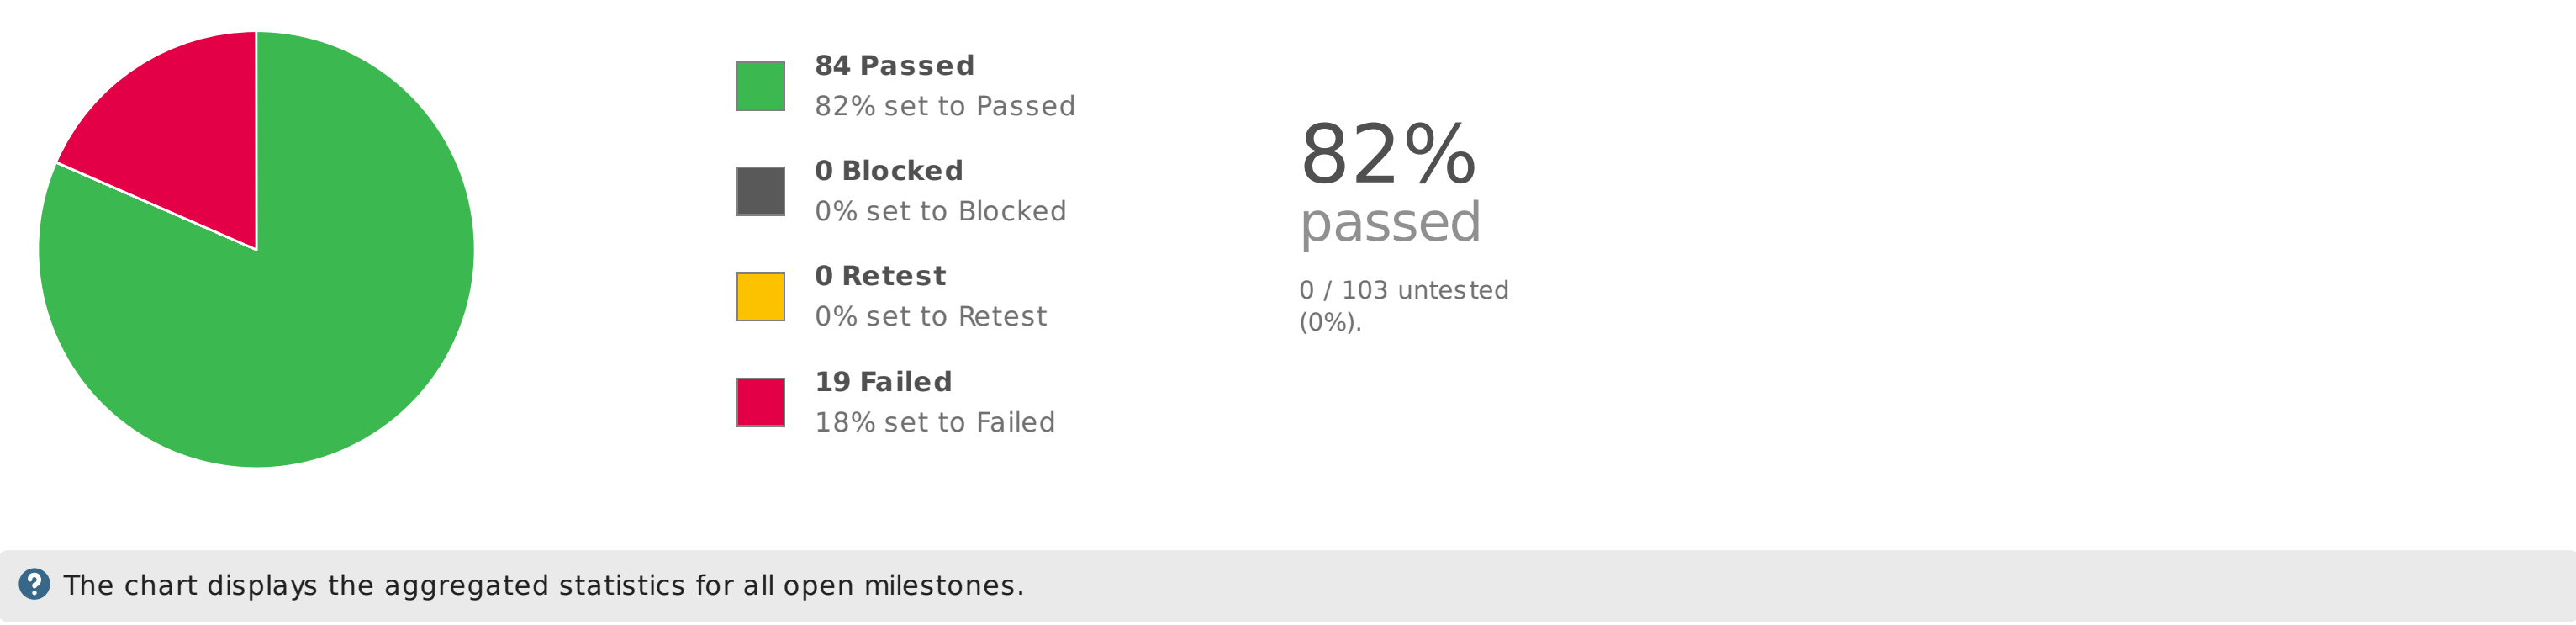 84 Passed
82% set to Passed
0 Blocked
0% set to Blocked
0 Retest
0% set to Retest
19 Failed
18% set to Failed
82%
passed
0 / 103 untested
(0%).
The chart displays the aggregated statistics for all open milestones.